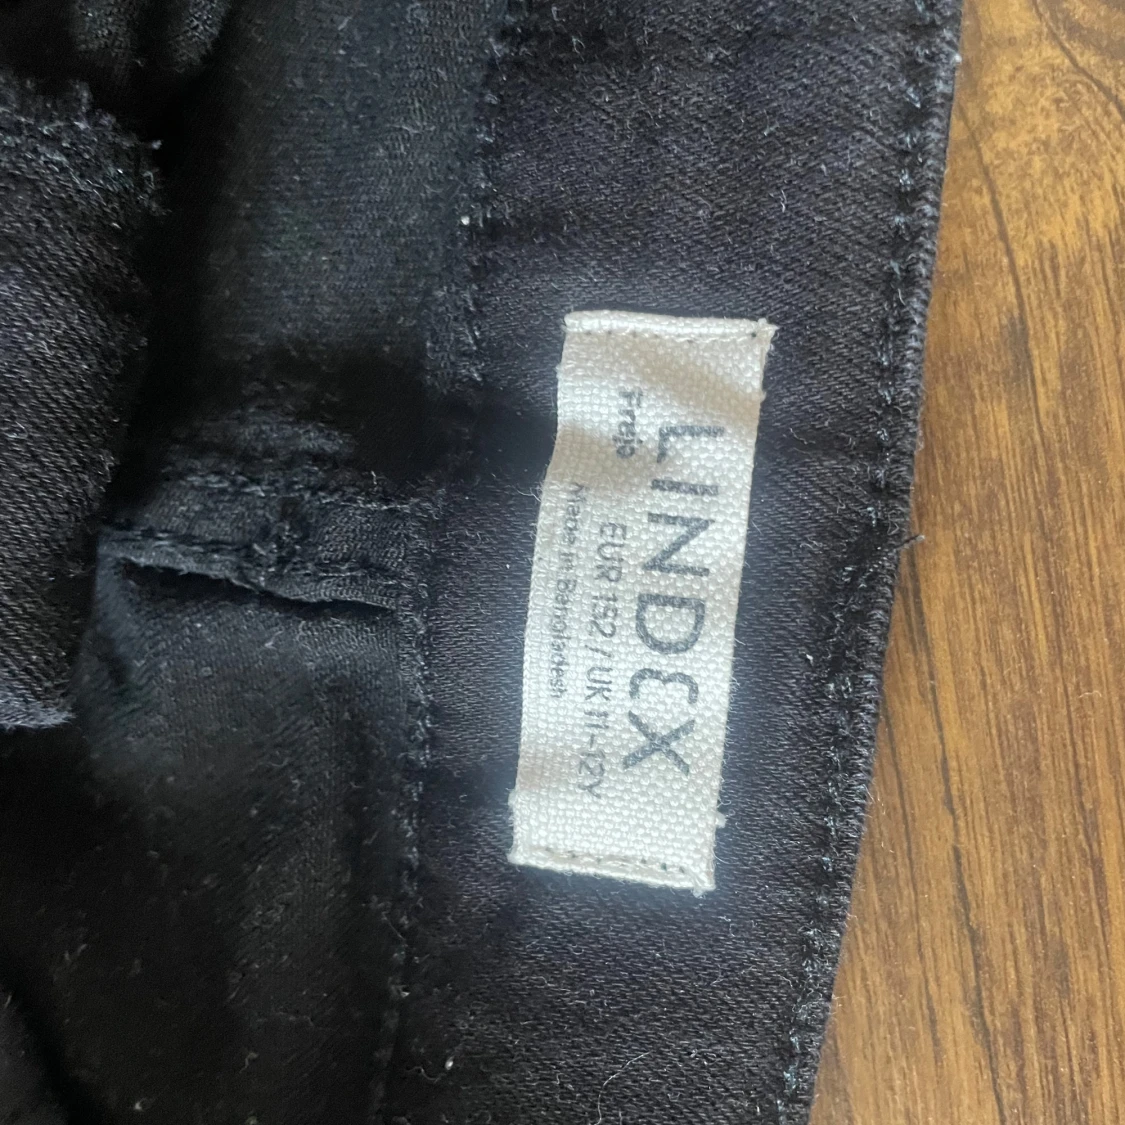 LINDEX
Freja
EUR 152 / UK 11-12Y
Made in Bangladesh